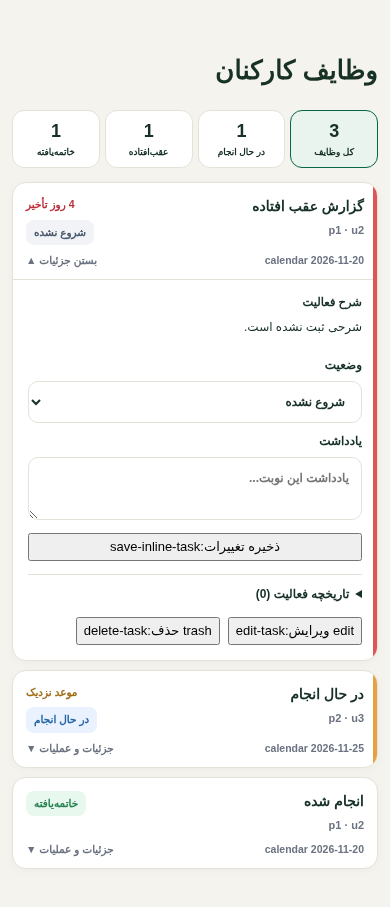 وظایف کارکنان
3 1 1 1
کل وظایف در حال انجام عقب‌افتاده خاتمه‌یافته
گزارش عقب افتاده 4 روز تأخیر
p1 · u2 شروع نشده
calendar 2026-11-20 بستن جزئیات ▲
شرح فعالیت
شرحی ثبت نشده است.
وضعیت
شروع نشده
یادداشت
یادداشت این نوبت...
save-inline-task:ذخیره تغییرات
◀ تاریخچه فعالیت (0)
edit-task:ویرایش edit delete-task:حذف trash
در حال انجام موعد نزدیک
p2 · u3 در حال انجام
calendar 2026-11-25 جزئیات و عملیات ▼
انجام شده خاتمه‌یافته
p1 · u2
calendar 2026-11-20 جزئیات و عملیات ▼